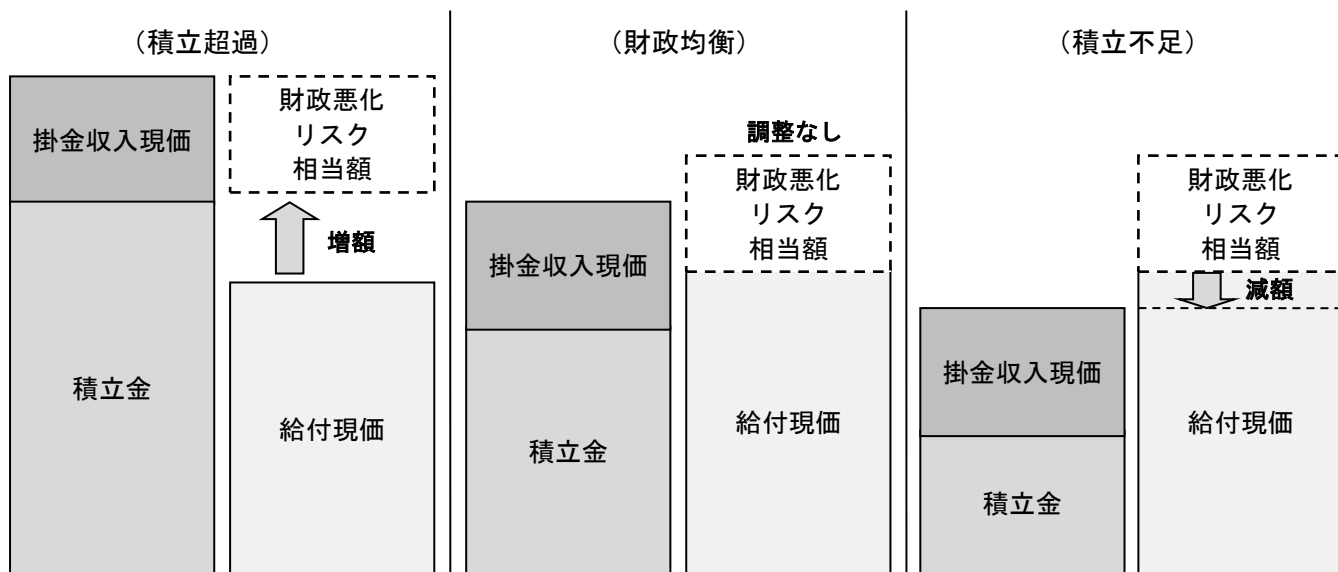 （積立超過）
掛金収入現価
積立金
財政悪化
リスク
相当額
増額
給付現価
（財政均衡）
掛金収入現価
積立金
調整なし
財政悪化
リスク
相当額
給付現価
（積立不足）
掛金収入現価
積立金
財政悪化
リスク
相当額
減額
給付現価